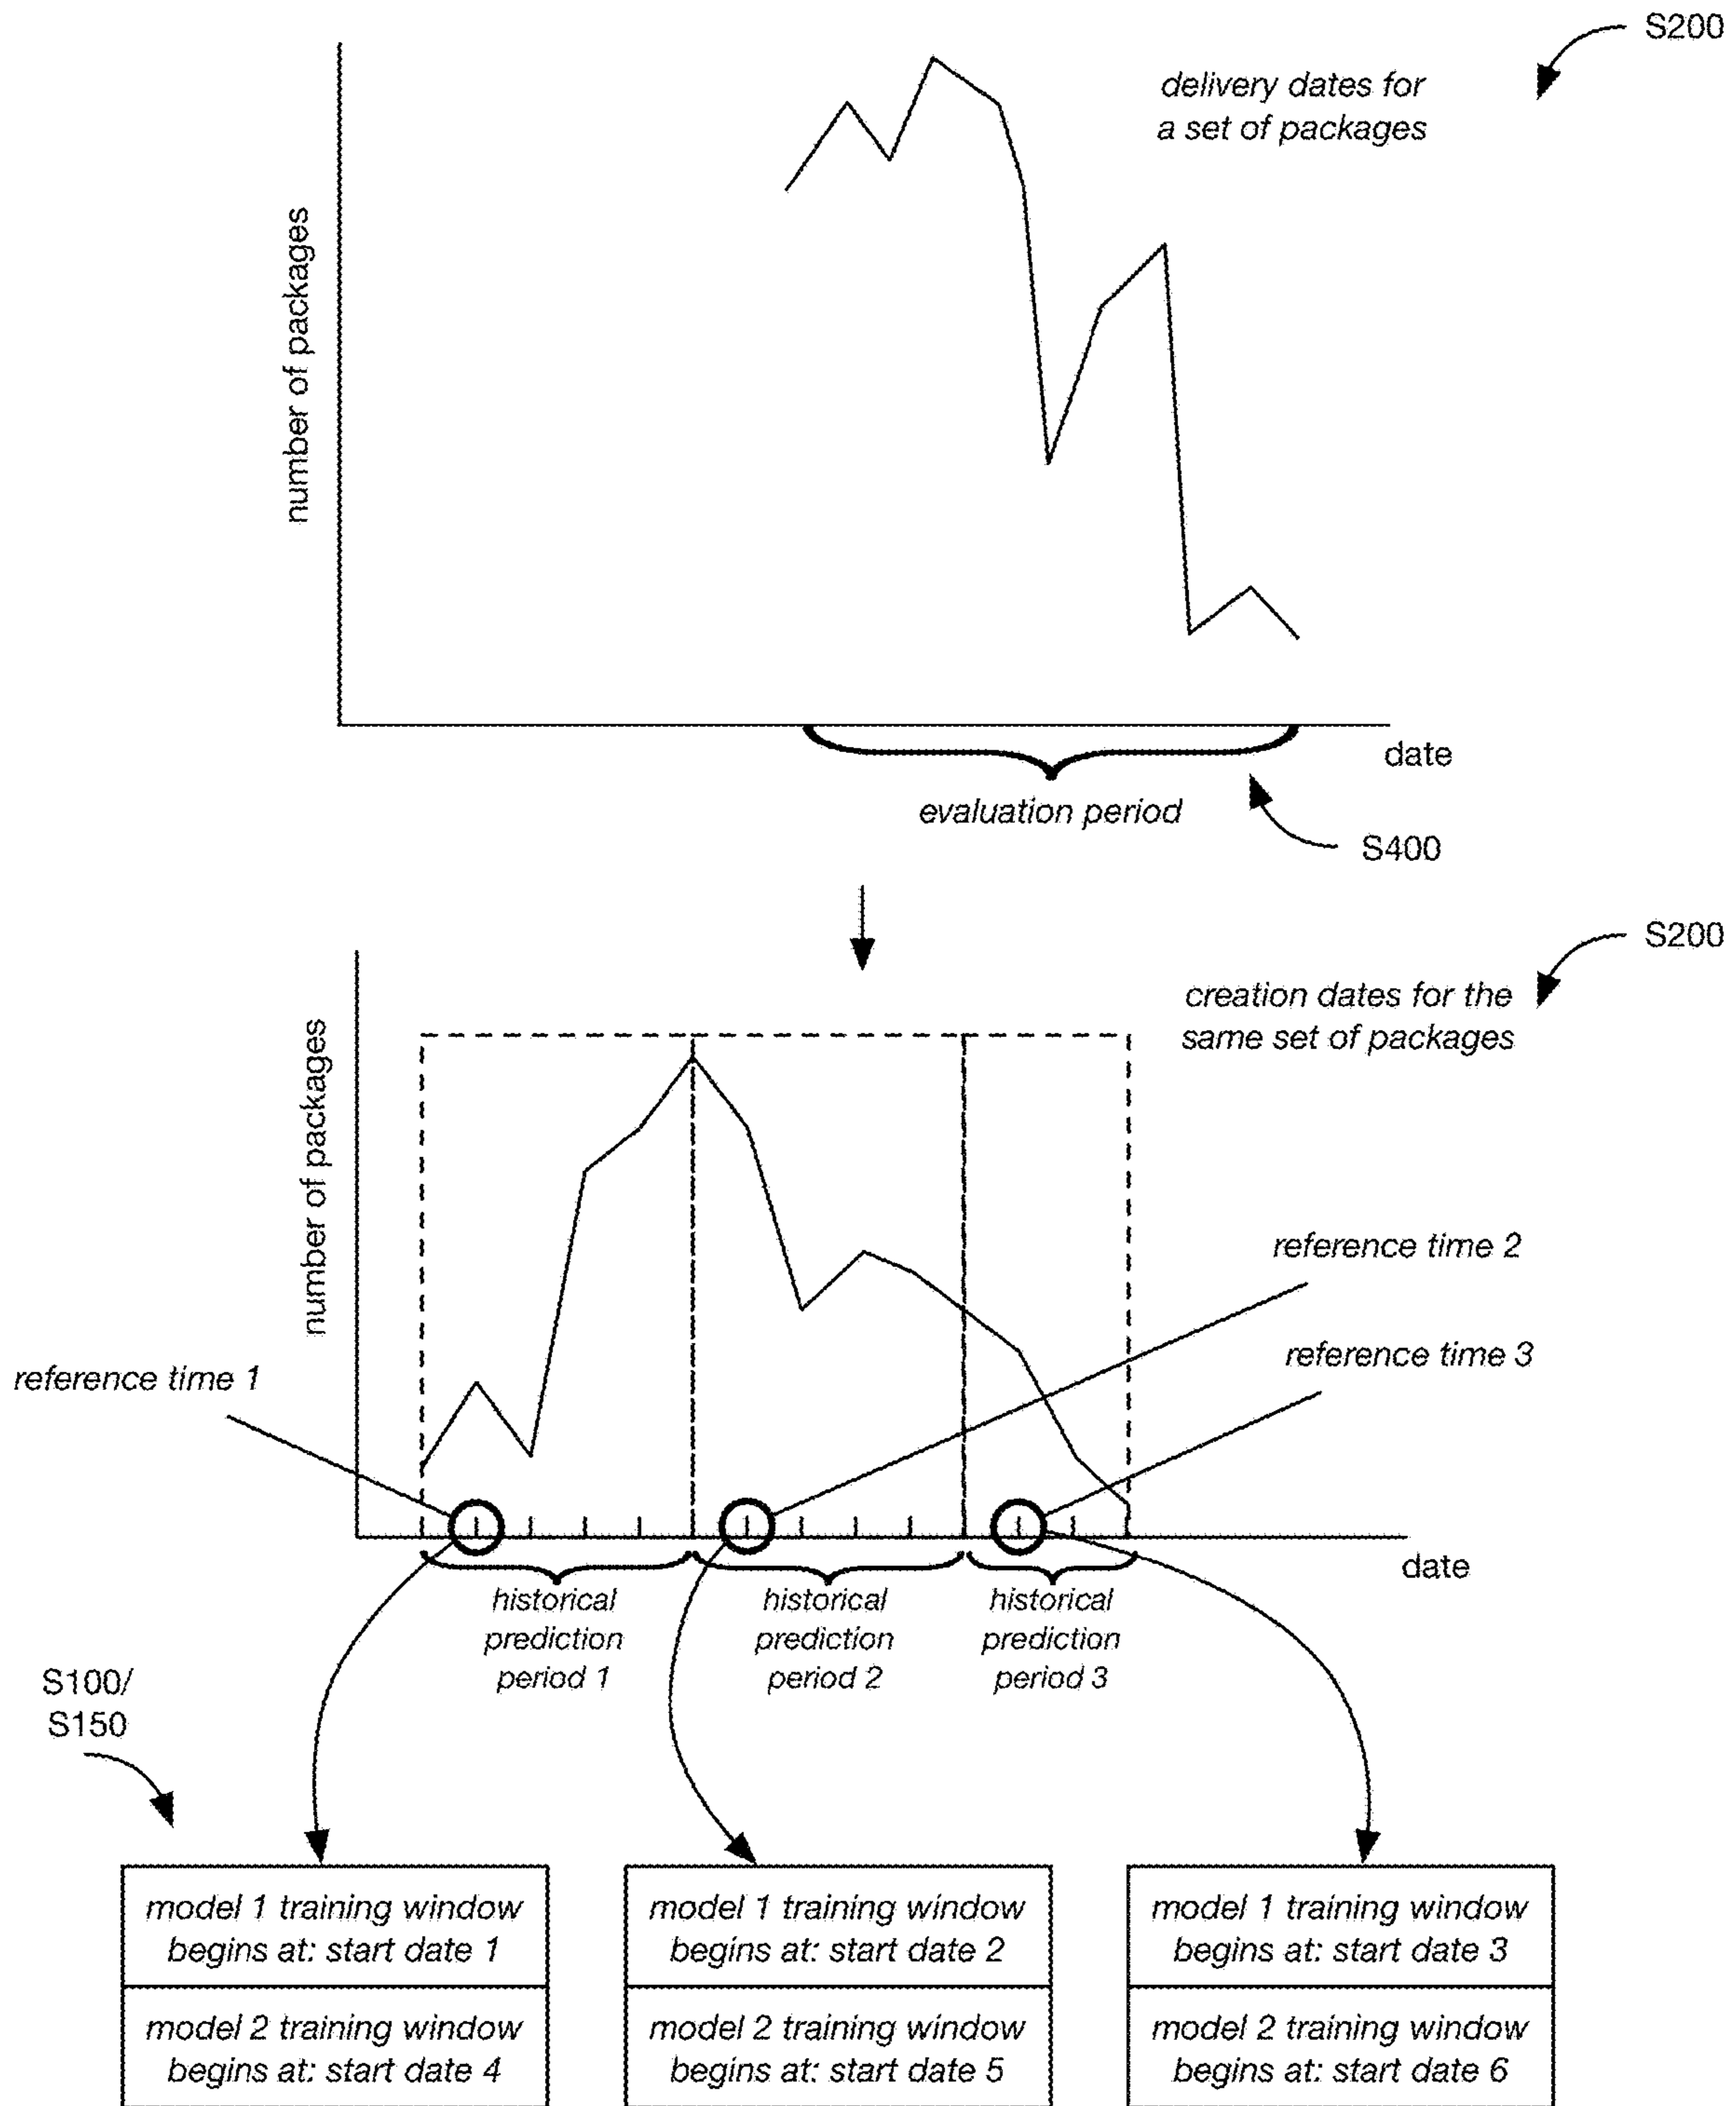 S200
delivery dates for
a set of packages
number of packages
date
evaluation period
S400
S200
creation dates for the
same set of packages
number of packages
reference time 2
reference time 3
reference time 1
date
historical
prediction
period 1
historical
prediction
period 2
historical
prediction
period 3
S100/
S150
model 1 training window
begins at: start date 1
model 2 training window
begins at: start date 4
model 1 training window
begins at: start date 2
model 2 training window
begins at: start date 5
model 1 training window
begins at: start date 3
model 2 training window
begins at: start date 6